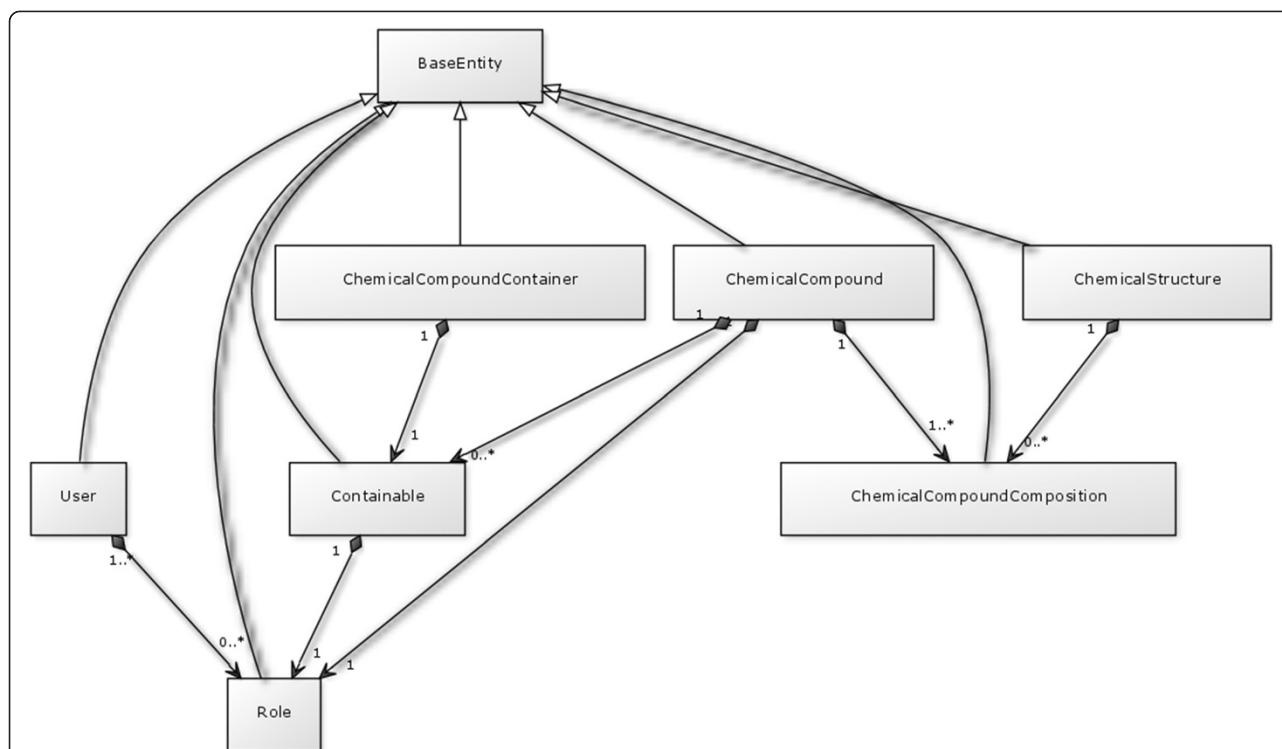 BaseEntity
ChemicalCompoundContainer
ChemicalCompound
ChemicalStructure
1
1
1
1
1
0..*
1..*
0..*
User
Containable
ChemicalCompoundComposition
1..*
1
0..*
1
1
Role